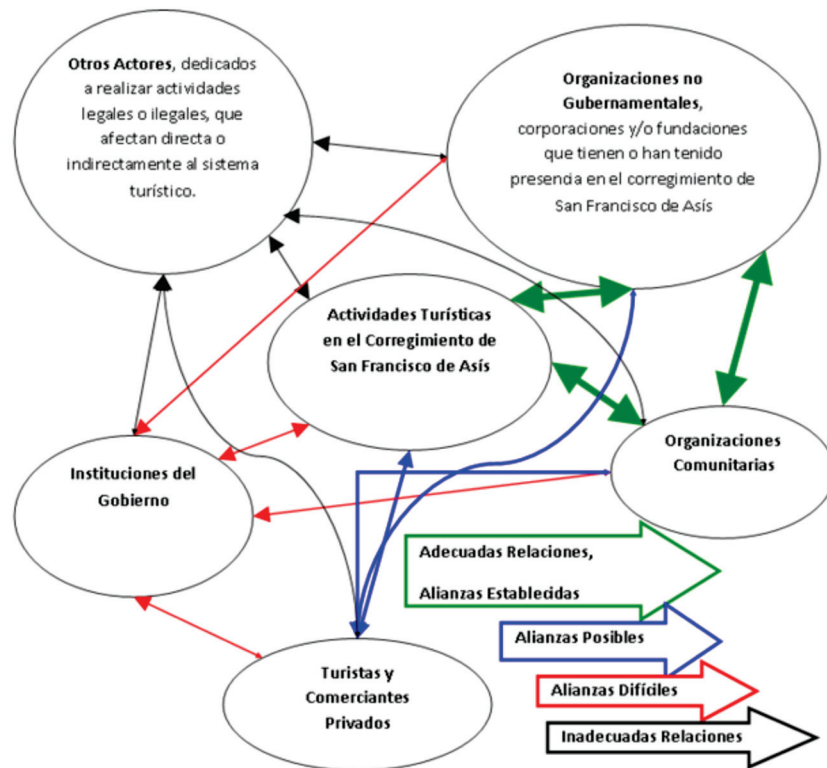 Otros Actores, dedicados
a realizar actividades
legales o ilegales, que
afectan directa o
indirectamente al sistema
turístico.
Organizaciones no
Gubernamentales,
corporaciones y/o fundaciones
que tienen o han tenido
presencia en el corregimiento de
San Francisco de Asís
Actividades Turísticas
en el Corregimiento de
San Francisco de Asís
Instituciones del
Gobierno
Organizaciones
Comunitarias
Turistas y
Comerciantes
Privados
Adecuadas Relaciones,
Alianzas Establecidas
Alianzas Posibles
Alianzas Difíciles
Inadecuadas Relaciones